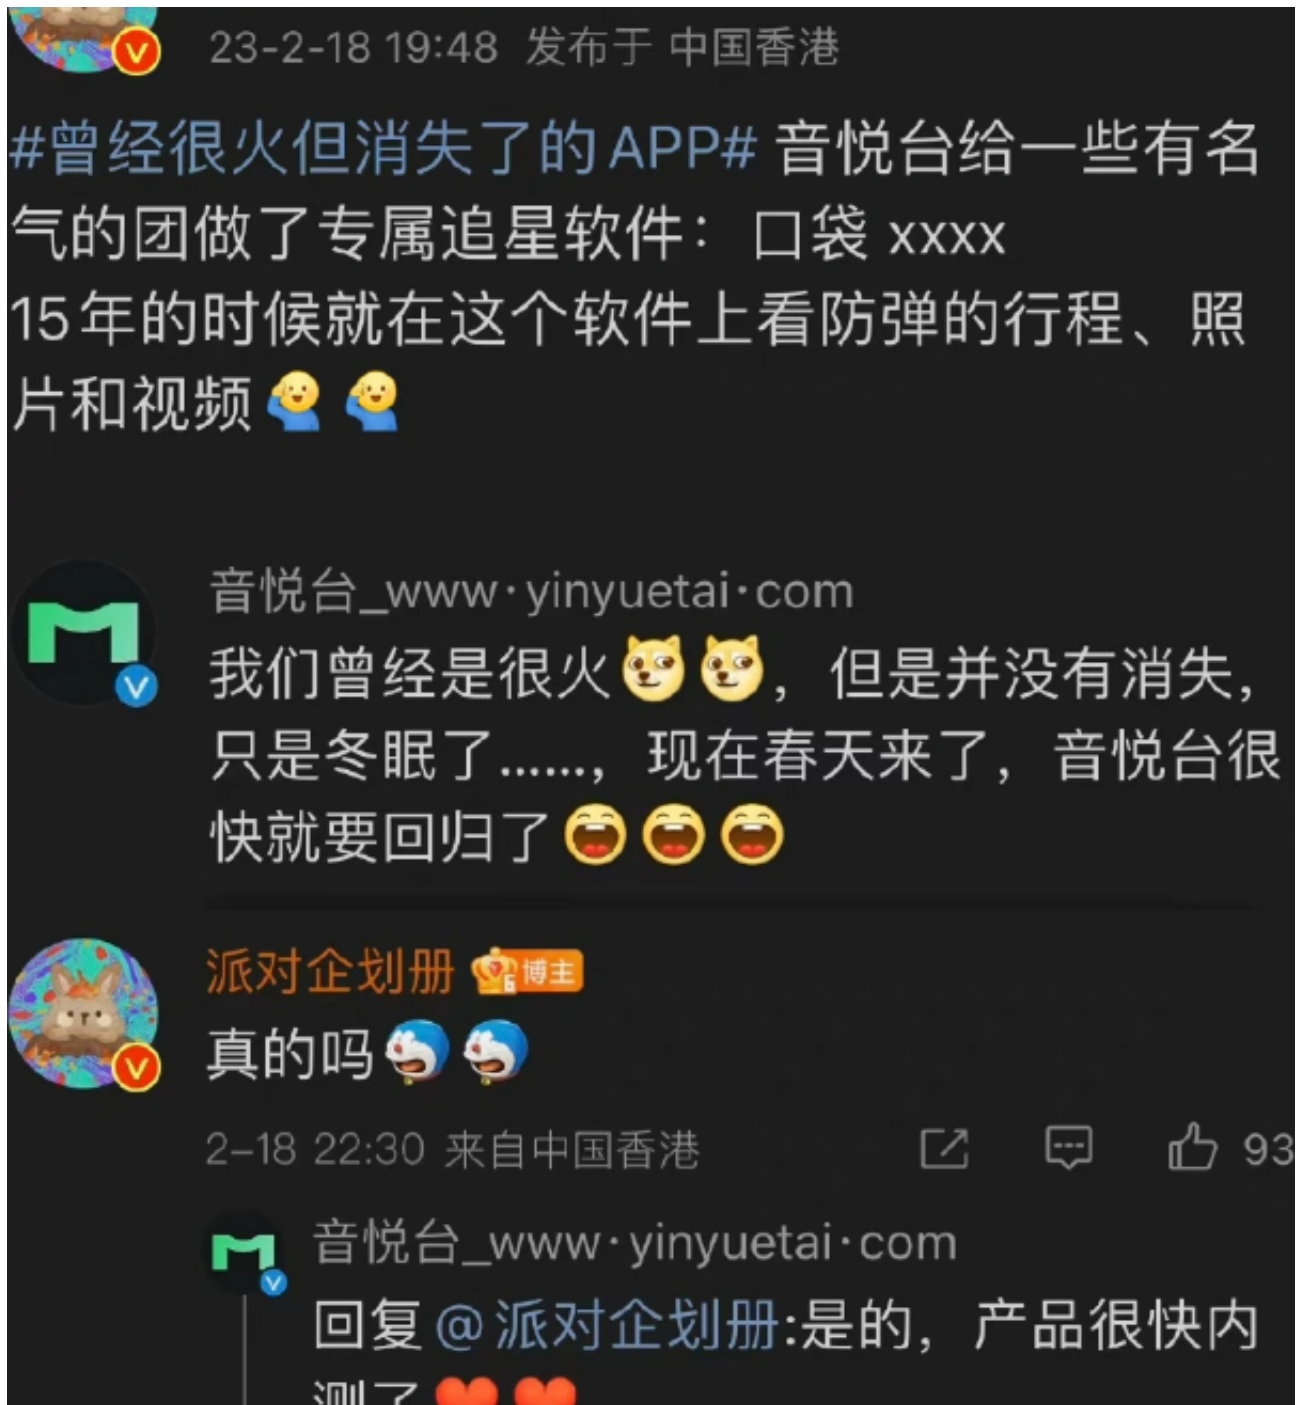 23-2-18 19:48 发布于 中国香港
#曾经很火但消失了的APP# 音悦台给一些有名
气的团做了专属追星软件：口袋 xxxx
15年的时候就在这个软件上看防弹的行程、照
片和视频
音悦台_www·yinyuetai·com
我们曾经是很火，但是并没有消失，
只是冬眠了……，现在春天来了，音悦台很
快就要回归了
派对企划册 6 博主
真的吗
2-18 22:30 来自中国香港 93
音悦台_www·yinyuetai·com
回复@派对企划册:是的，产品很快内
测了